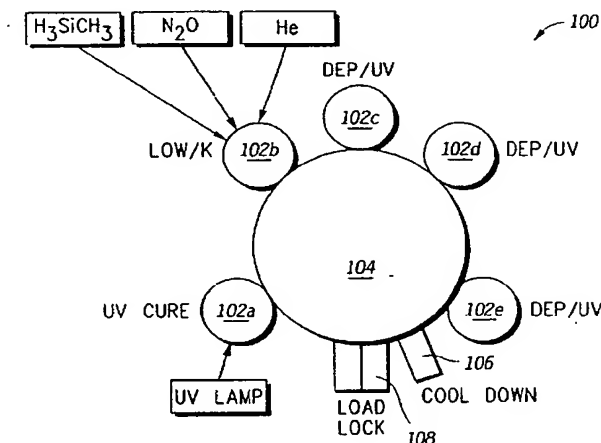 H3SiCH3
N2O
He
100
DEP/UV
102c
LOW/K
102b
102d
DEP/UV
104
UV CURE
102a
102e
DEP/UV
UV LAMP
LOAD
LOCK
108
106
COOL DOWN